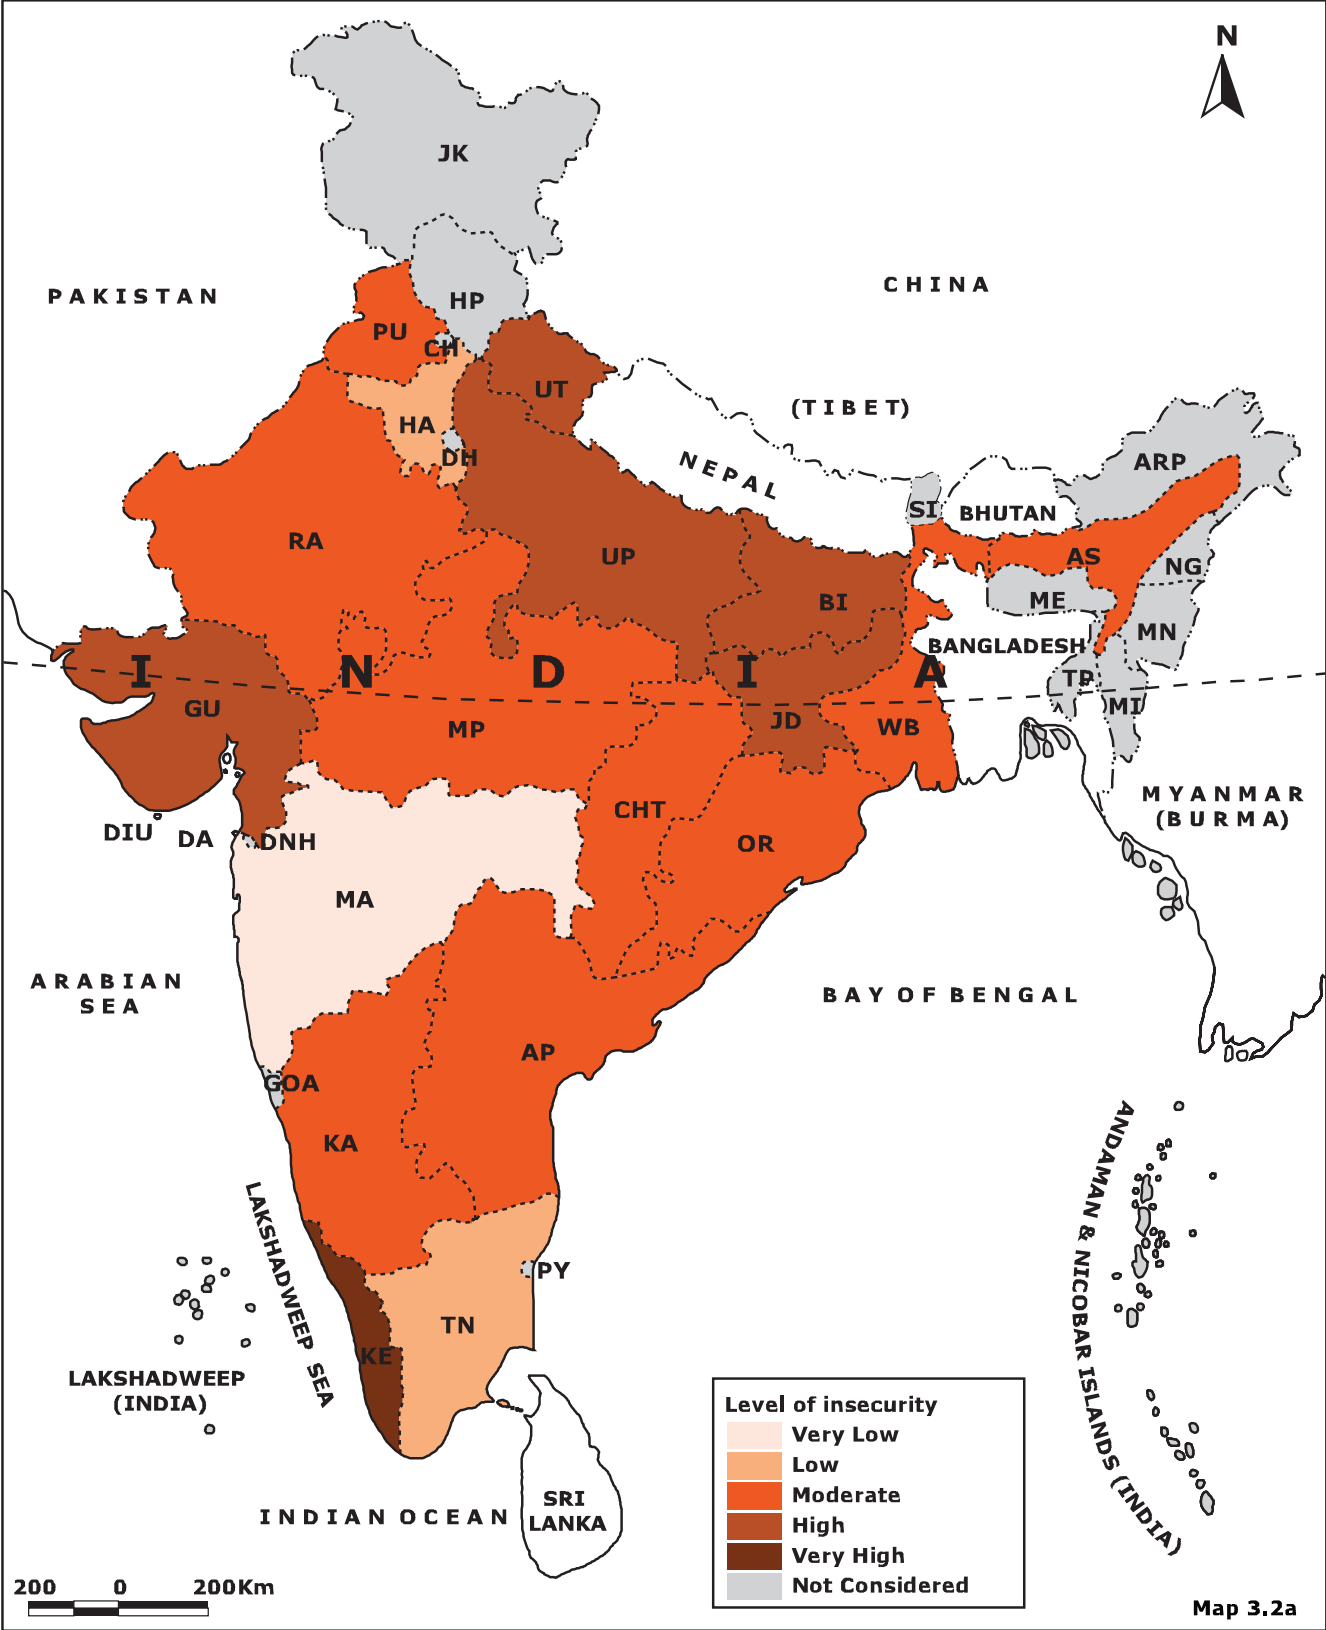 N
JK
PAKISTAN
HP
CHINA
PU
CH
UT
(TIBET)
HA
DH
NEPAL
ARP
SI
BHUTAN
RA
UP
AS
NG
BI
ME
MN
BANGLADESH
I N D I A
TP
MI
GU
MP
JD
WB
CHT
MYANMAR
(BURMA)
DIU
DA
DNH
OR
MA
ARABIAN
SEA
BAY OF BENGAL
AP
GOA
KA
ANDAMAN & NICOBAR ISLANDS (INDIA)
LAKSHADWEEP SEA
PY
TN
KE
LAKSHADWEEP
(INDIA)
Level of insecurity
Very Low
Low
Moderate
High
Very High
Not Considered
INDIAN OCEAN
SRI
LANKA
200 0 200Km
Map 3.2a